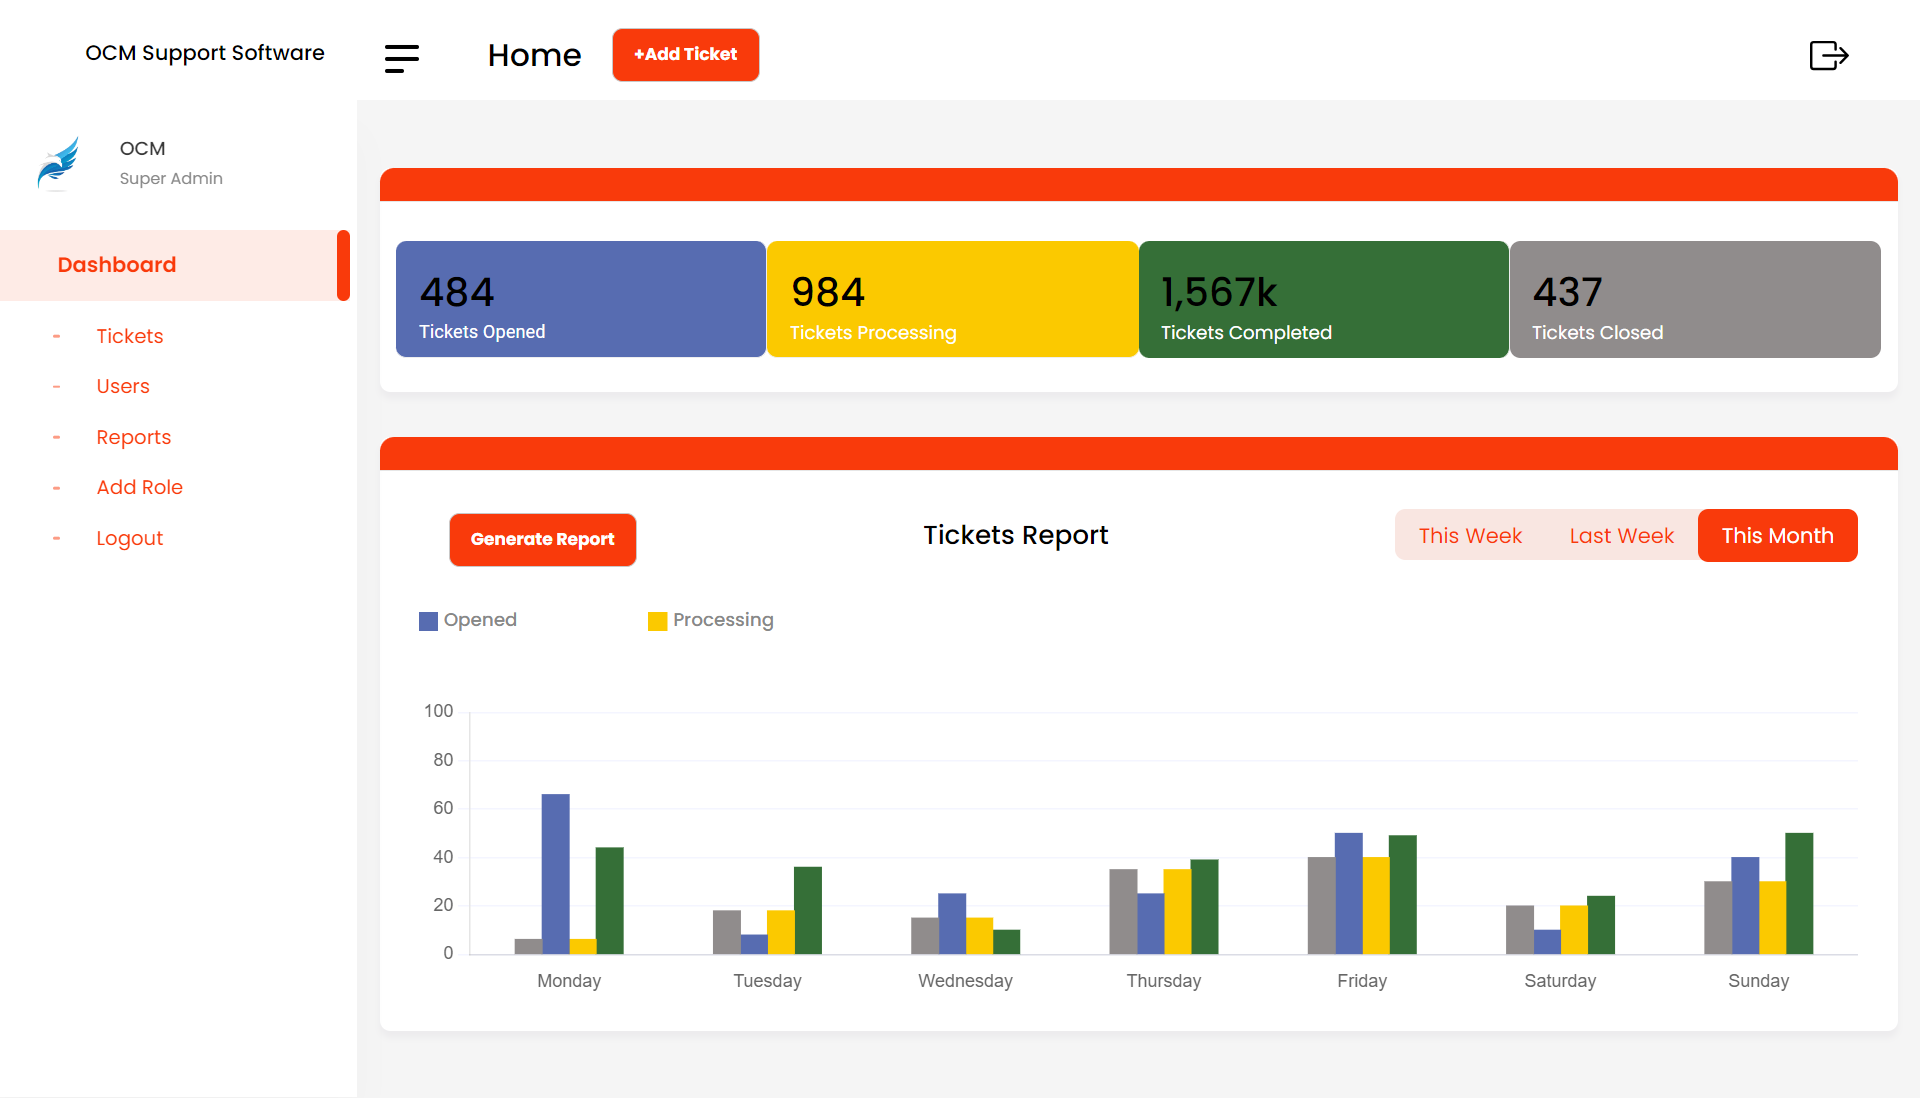 OCM Support Software
Home
+Add Ticket
OCM
Super Admin
Dashboard
- Tickets
- Users
- Reports
- Add Role
- Logout
484
Tickets Opened
984
Tickets Processing
1,567k
Tickets Completed
437
Tickets Closed
Generate Report
Tickets Report
This Week
Last Week
This Month
Opened
Processing
100
80
60
40
20
0
Monday
Tuesday
Wednesday
Thursday
Friday
Saturday
Sunday